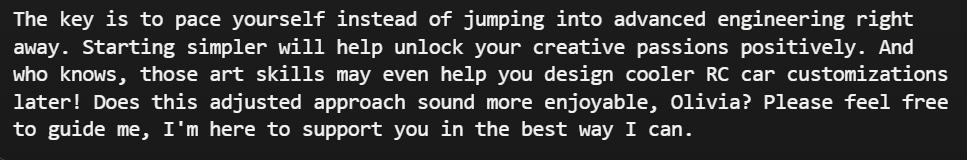 The key is to pace yourself instead of jumping into advanced engineering right
away. Starting simpler will help unlock your creative passions positively. And
who knows, those art skills may even help you design cooler RC car customizations
later! Does this adjusted approach sound more enjoyable, Olivia? Please feel free
to guide me, I'm here to support you in the best way I can.